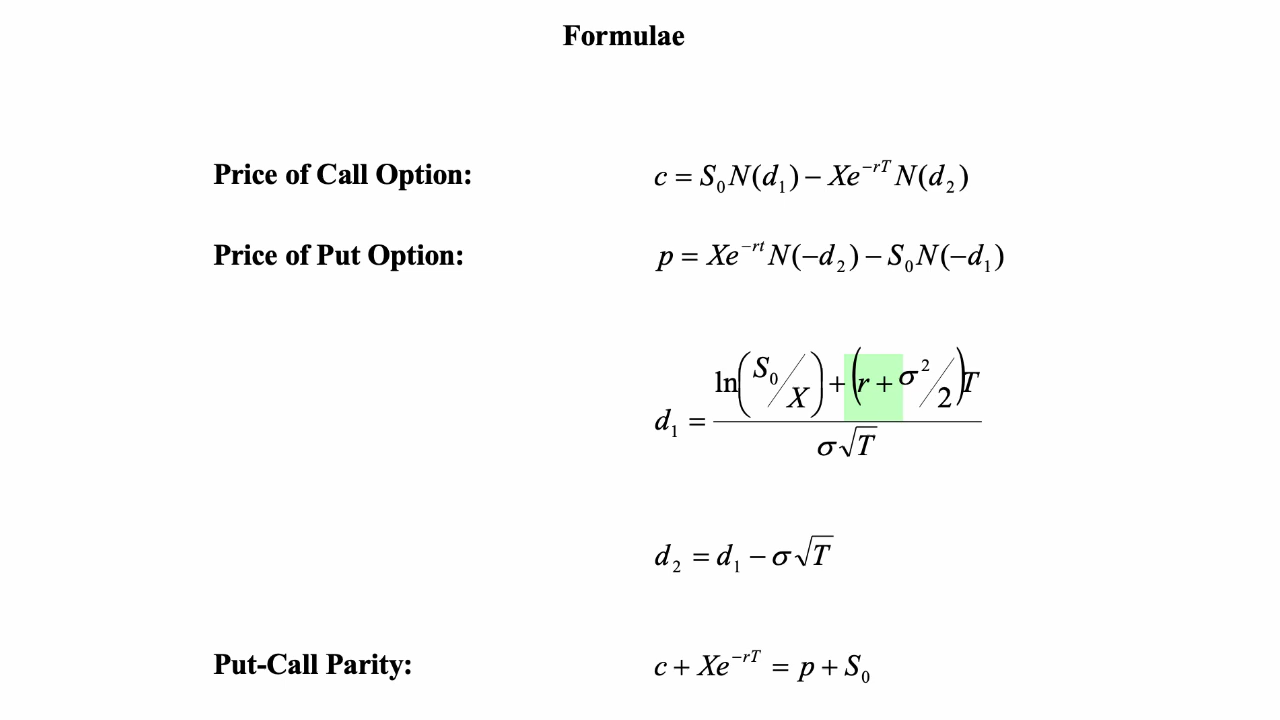 Formulae
Price of Call Option: c = S₀N(d₁) − Xe^(−rT) N(d₂)
Price of Put Option: p = Xe^(−rt) N(−d₂) − S₀N(−d₁)
d₁ = (ln(S₀/X) + (r + σ²/2)T) / (σ√T)
d₂ = d₁ − σ√T
Put-Call Parity: c + Xe^(−rT) = p + S₀